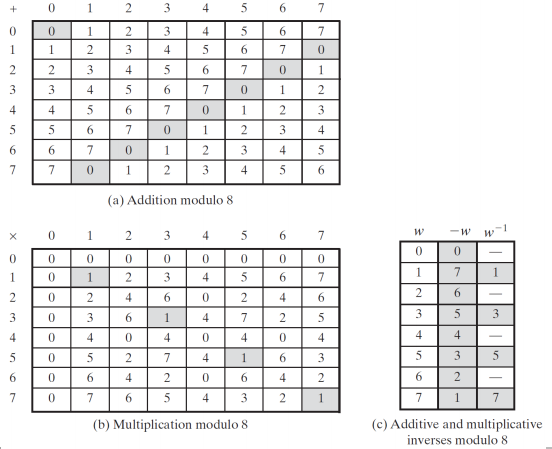 + 0 1 2 3 4 5 6 7
0 0 1 2 3 4 5 6 7
1 1 2 3 4 5 6 7 0
2 2 3 4 5 6 7 0 1
3 3 4 5 6 7 0 1 2
4 4 5 6 7 0 1 2 3
5 5 6 7 0 1 2 3 4
6 6 7 0 1 2 3 4 5
7 7 0 1 2 3 4 5 6
(a) Addition modulo 8
× 0 1 2 3 4 5 6 7
0 0 0 0 0 0 0 0 0
1 0 1 2 3 4 5 6 7
2 0 2 4 6 0 2 4 6
3 0 3 6 1 4 7 2 5
4 0 4 0 4 0 4 0 4
5 0 5 2 7 4 1 6 3
6 0 6 4 2 0 6 4 2
7 0 7 6 5 4 3 2 1
(b) Multiplication modulo 8
w −w w⁻¹
0 0 —
1 7 1
2 6 —
3 5 3
4 4 —
5 3 5
6 2 —
7 1 7
(c) Additive and multiplicative
inverses modulo 8